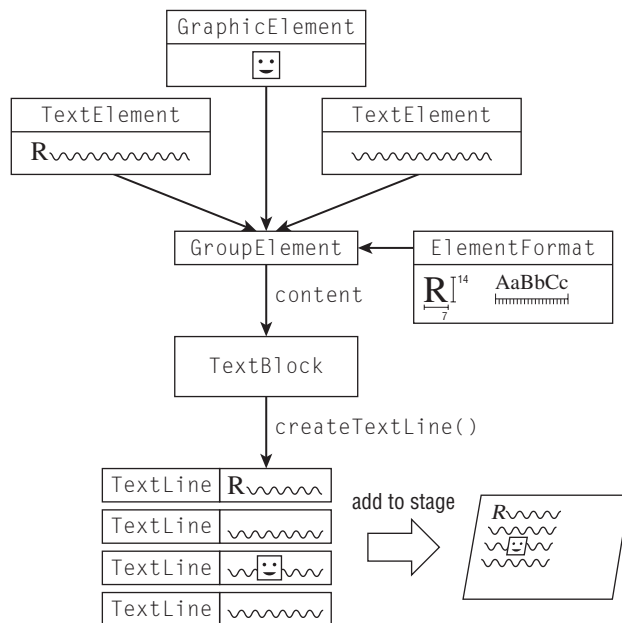 GraphicElement
TextElement
TextElement
R
GroupElement
ElementFormat
R 14
7
AaBbCc
content
TextBlock
createTextLine()
TextLine R
TextLine
TextLine
TextLine
add to stage
R